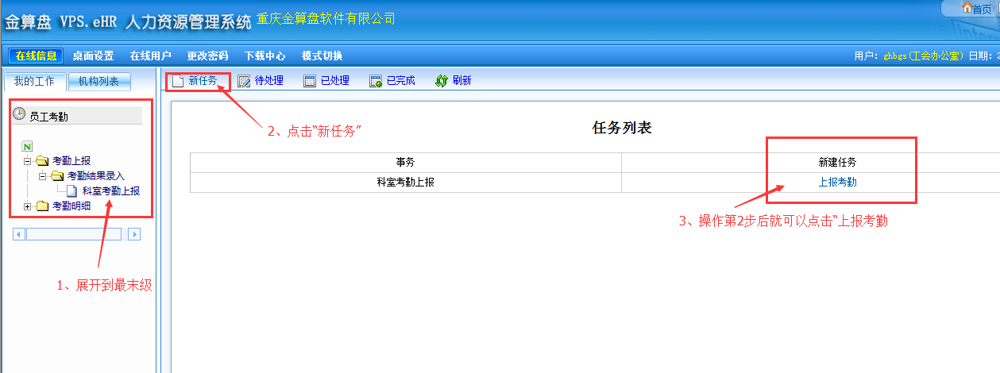 金算盘 VPS.eHR 人力资源管理系统 重庆金算盘软件有限公司
首页
在线信息 桌面设置 在线用户 更改密码 下载中心 模式切换
用户：ghbgs(工会办公室) 日期：
我的工作 机构列表
新任务 待处理 已处理 已完成 刷新
员工考勤
N
考勤上报
考勤结果录入
科室考勤上报
考勤明细
1、展开到最末级
2、点击“新任务”
任务列表
事务 新建任务
科室考勤上报 上报考勤
3、操作第2步后就可以点击“上报考勤